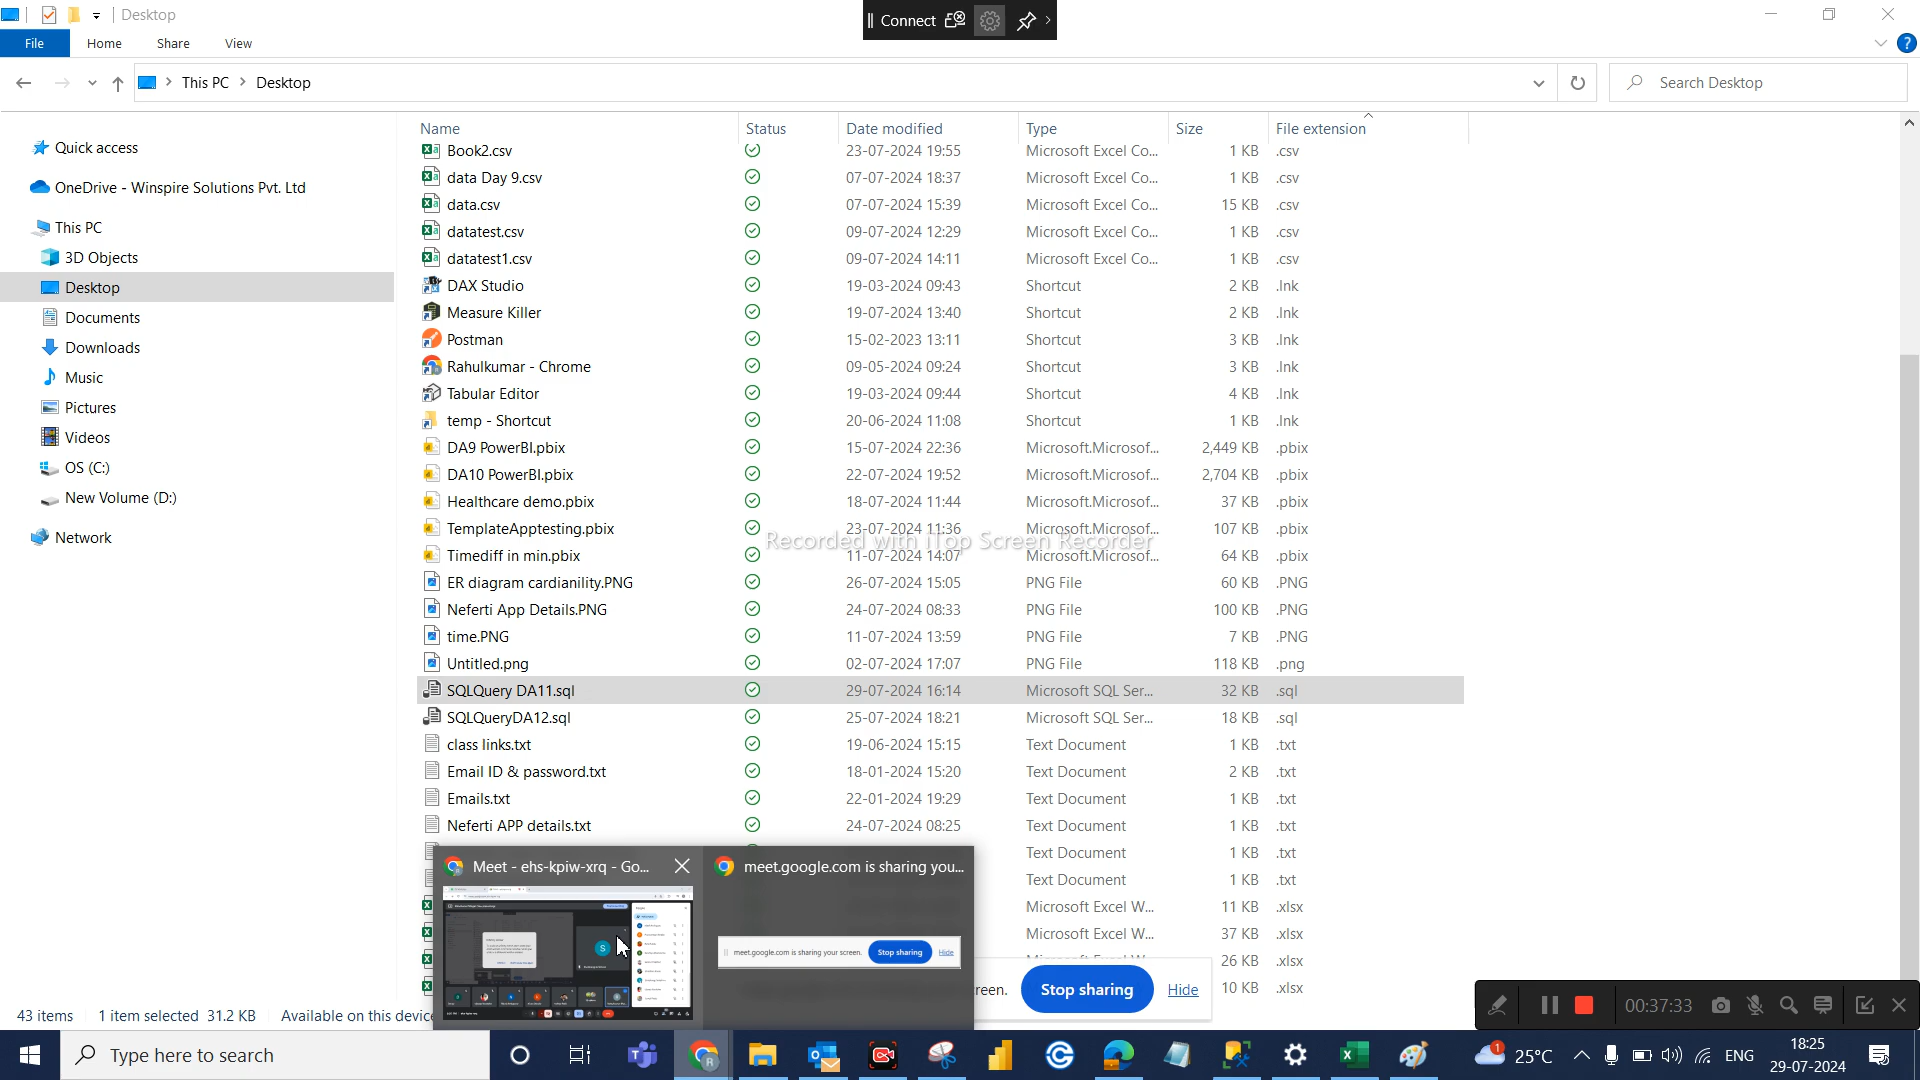 Desktop
Connect
File Home Share View
This PC Desktop
Search Desktop
Name Status Date modified Type Size File extension
Quick access
OneDrive - Winspire Solutions Pvt. Ltd
This PC
3D Objects
Desktop
Documents
Downloads
Music
Pictures
Videos
OS (C:)
New Volume (D:)
Network
Book2.csv 23-07-2024 19:55 Microsoft Excel Co... 1 KB .csv
data Day 9.csv 07-07-2024 18:37 Microsoft Excel Co... 1 KB .csv
data.csv 07-07-2024 15:39 Microsoft Excel Co... 15 KB .csv
datatest.csv 09-07-2024 12:29 Microsoft Excel Co... 1 KB .csv
datatest1.csv 09-07-2024 14:11 Microsoft Excel Co... 1 KB .csv
DAX Studio 19-03-2024 09:43 Shortcut 2 KB .lnk
Measure Killer 19-07-2024 13:40 Shortcut 2 KB .lnk
Postman 15-02-2023 13:11 Shortcut 3 KB .lnk
Rahulkumar - Chrome 09-05-2024 09:24 Shortcut 3 KB .lnk
Tabular Editor 19-03-2024 09:44 Shortcut 4 KB .lnk
temp - Shortcut 20-06-2024 11:08 Shortcut 1 KB .lnk
DA9 PowerBI.pbix 15-07-2024 22:36 Microsoft.Microsof... 2,449 KB .pbix
DA10 PowerBI.pbix 22-07-2024 19:52 Microsoft.Microsof... 2,704 KB .pbix
Healthcare demo.pbix 18-07-2024 11:44 Microsoft.Microsof... 37 KB .pbix
TemplateApptesting.pbix 23-07-2024 11:36 Microsoft.Microsof... 107 KB .pbix
Recorded with iTop Screen Recorder
Timediff in min.pbix 11-07-2024 14:07 Microsoft.Microsof... 64 KB .pbix
ER diagram cardianility.PNG 26-07-2024 15:05 PNG File 60 KB .PNG
Neferti App Details.PNG 24-07-2024 08:33 PNG File 100 KB .PNG
time.PNG 11-07-2024 13:59 PNG File 7 KB .PNG
Untitled.png 02-07-2024 17:07 PNG File 118 KB .png
SQLQuery DA11.sql 29-07-2024 16:14 Microsoft SQL Ser... 32 KB .sql
SQLQueryDA12.sql 25-07-2024 18:21 Microsoft SQL Ser... 18 KB .sql
class links.txt 19-06-2024 15:15 Text Document 1 KB .txt
Email ID & password.txt 18-01-2024 15:20 Text Document 2 KB .txt
Emails.txt 22-01-2024 19:29 Text Document 1 KB .txt
Neferti APP details.txt 24-07-2024 08:25 Text Document 1 KB .txt
Text Document 1 KB .txt
Text Document 1 KB .txt
Microsoft Excel W... 11 KB .xlsx
Microsoft Excel W... 37 KB .xlsx
26 KB .xlsx
10 KB .xlsx
Meet - ehs-kpiw-xrq - Go...
meet.google.com is sharing you...
meet.google.com is sharing your screen. Stop sharing Hide
reen. Stop sharing Hide
00:37:33
43 items 1 item selected 31.2 KB Available on this device
Type here to search
1 25°C ENG
18:25
29-07-2024